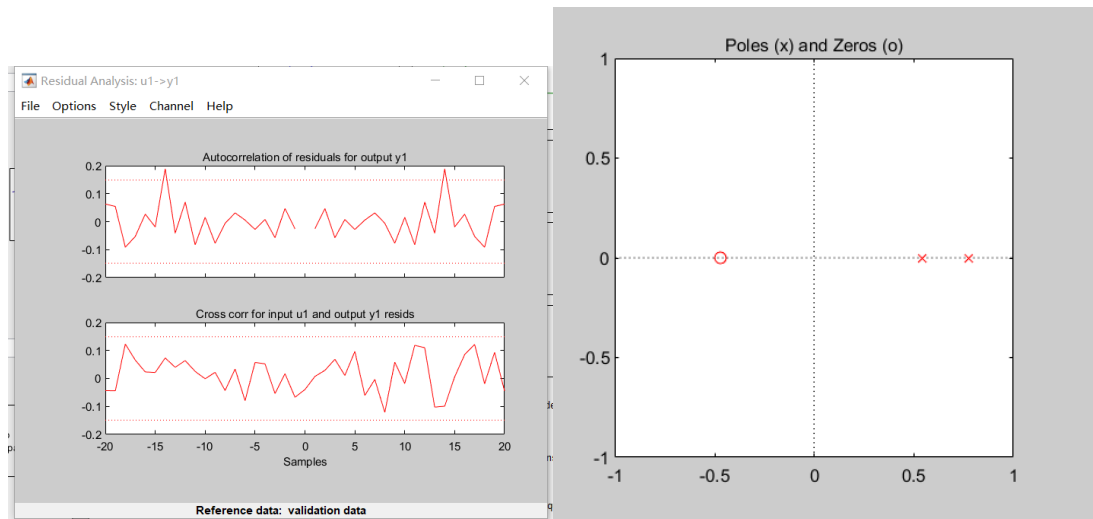 Residual Analysis: u1->y1
File Options Style Channel Help
Autocorrelation of residuals for output y1
0.2
0.1
0
-0.1
-0.2
Cross corr for input u1 and output y1 resids
0.2
0.1
0
-0.1
-0.2
-20 -15 -10 -5 0 5 10 15 20
Samples
Reference data: validation data
Poles (x) and Zeros (o)
1
0.5
0
-0.5
-1
-1 -0.5 0 0.5 1